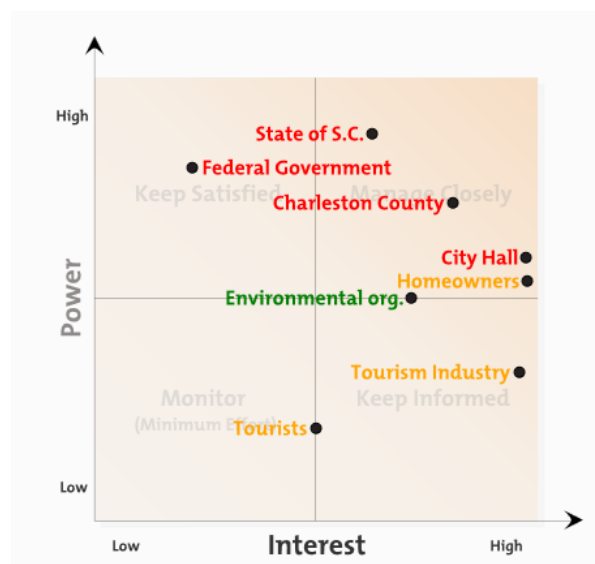 High
State of S.C.
Federal Government
Keep Satisfied
Manage Closely
Charleston County
City Hall
Homeowners
Power
Environmental org.
Tourism Industry
Monitor
Keep Informed
(Minimum Effort)
Tourists
Low
Low
Interest
High